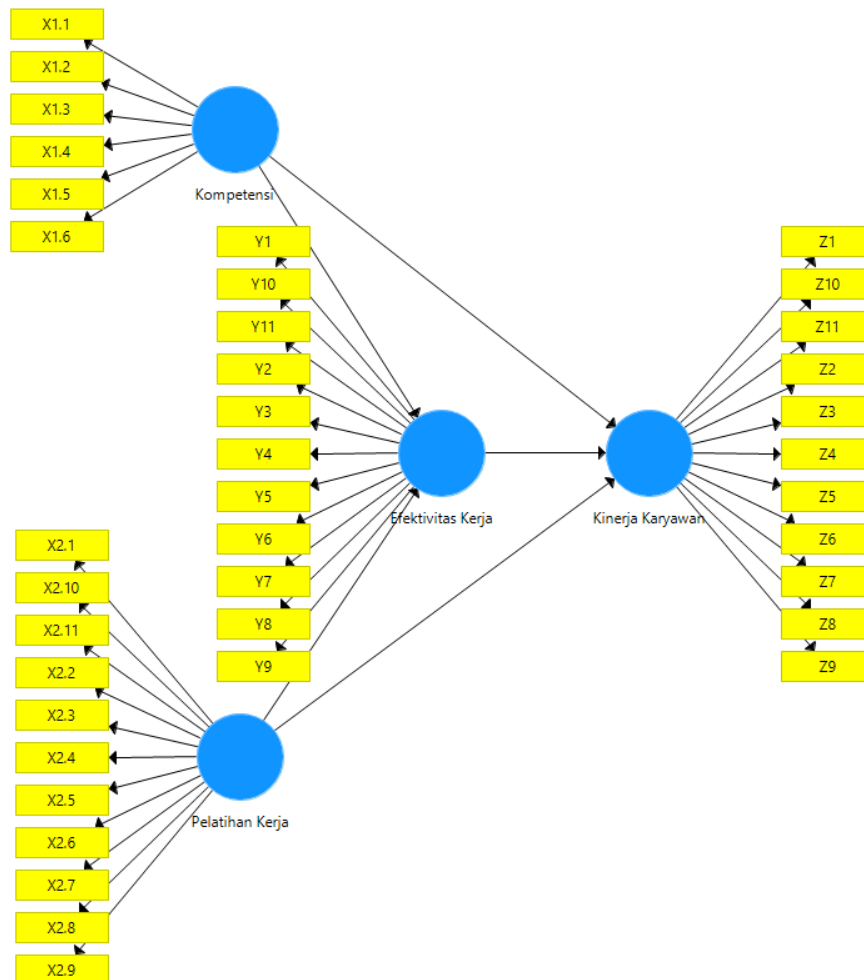 X1.1
X1.2
X1.3
X1.4
X1.5
X1.6
Kompetensi
Y1
Y10
Y11
Y2
Y3
Y4
Y5
Y6
Y7
Y8
Y9
Efektivitas Kerja
Kinerja Karyawan
Z1
Z10
Z11
Z2
Z3
Z4
Z5
Z6
Z7
Z8
Z9
X2.1
X2.10
X2.11
X2.2
X2.3
X2.4
X2.5
X2.6
X2.7
X2.8
X2.9
Pelatihan Kerja